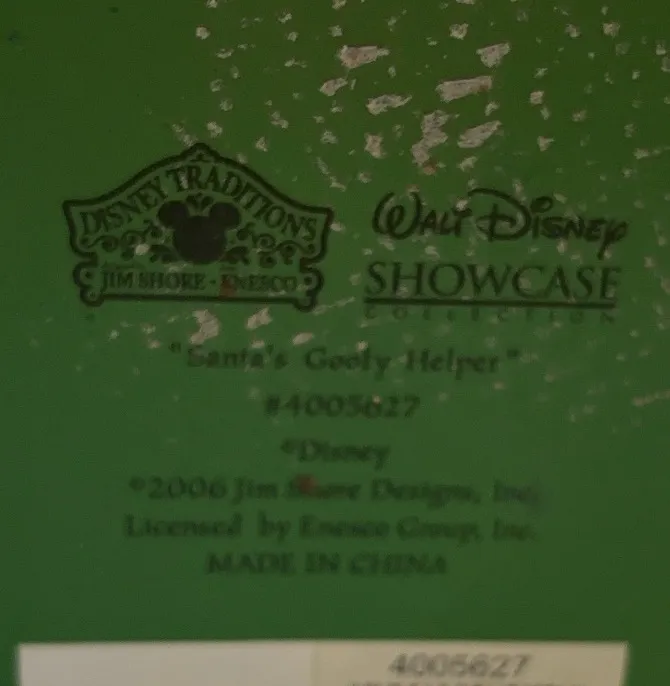 DISNEY TRADITIONS
JIM SHORE • ENESCO
WALT DISNEY
SHOWCASE
COLLECTION
"Santa's Goofy Helper"
#4005627
©Disney
©2006 Jim Shore Designs, Inc.
Licensed by Enesco Group, Inc.
MADE IN CHINA
4005627